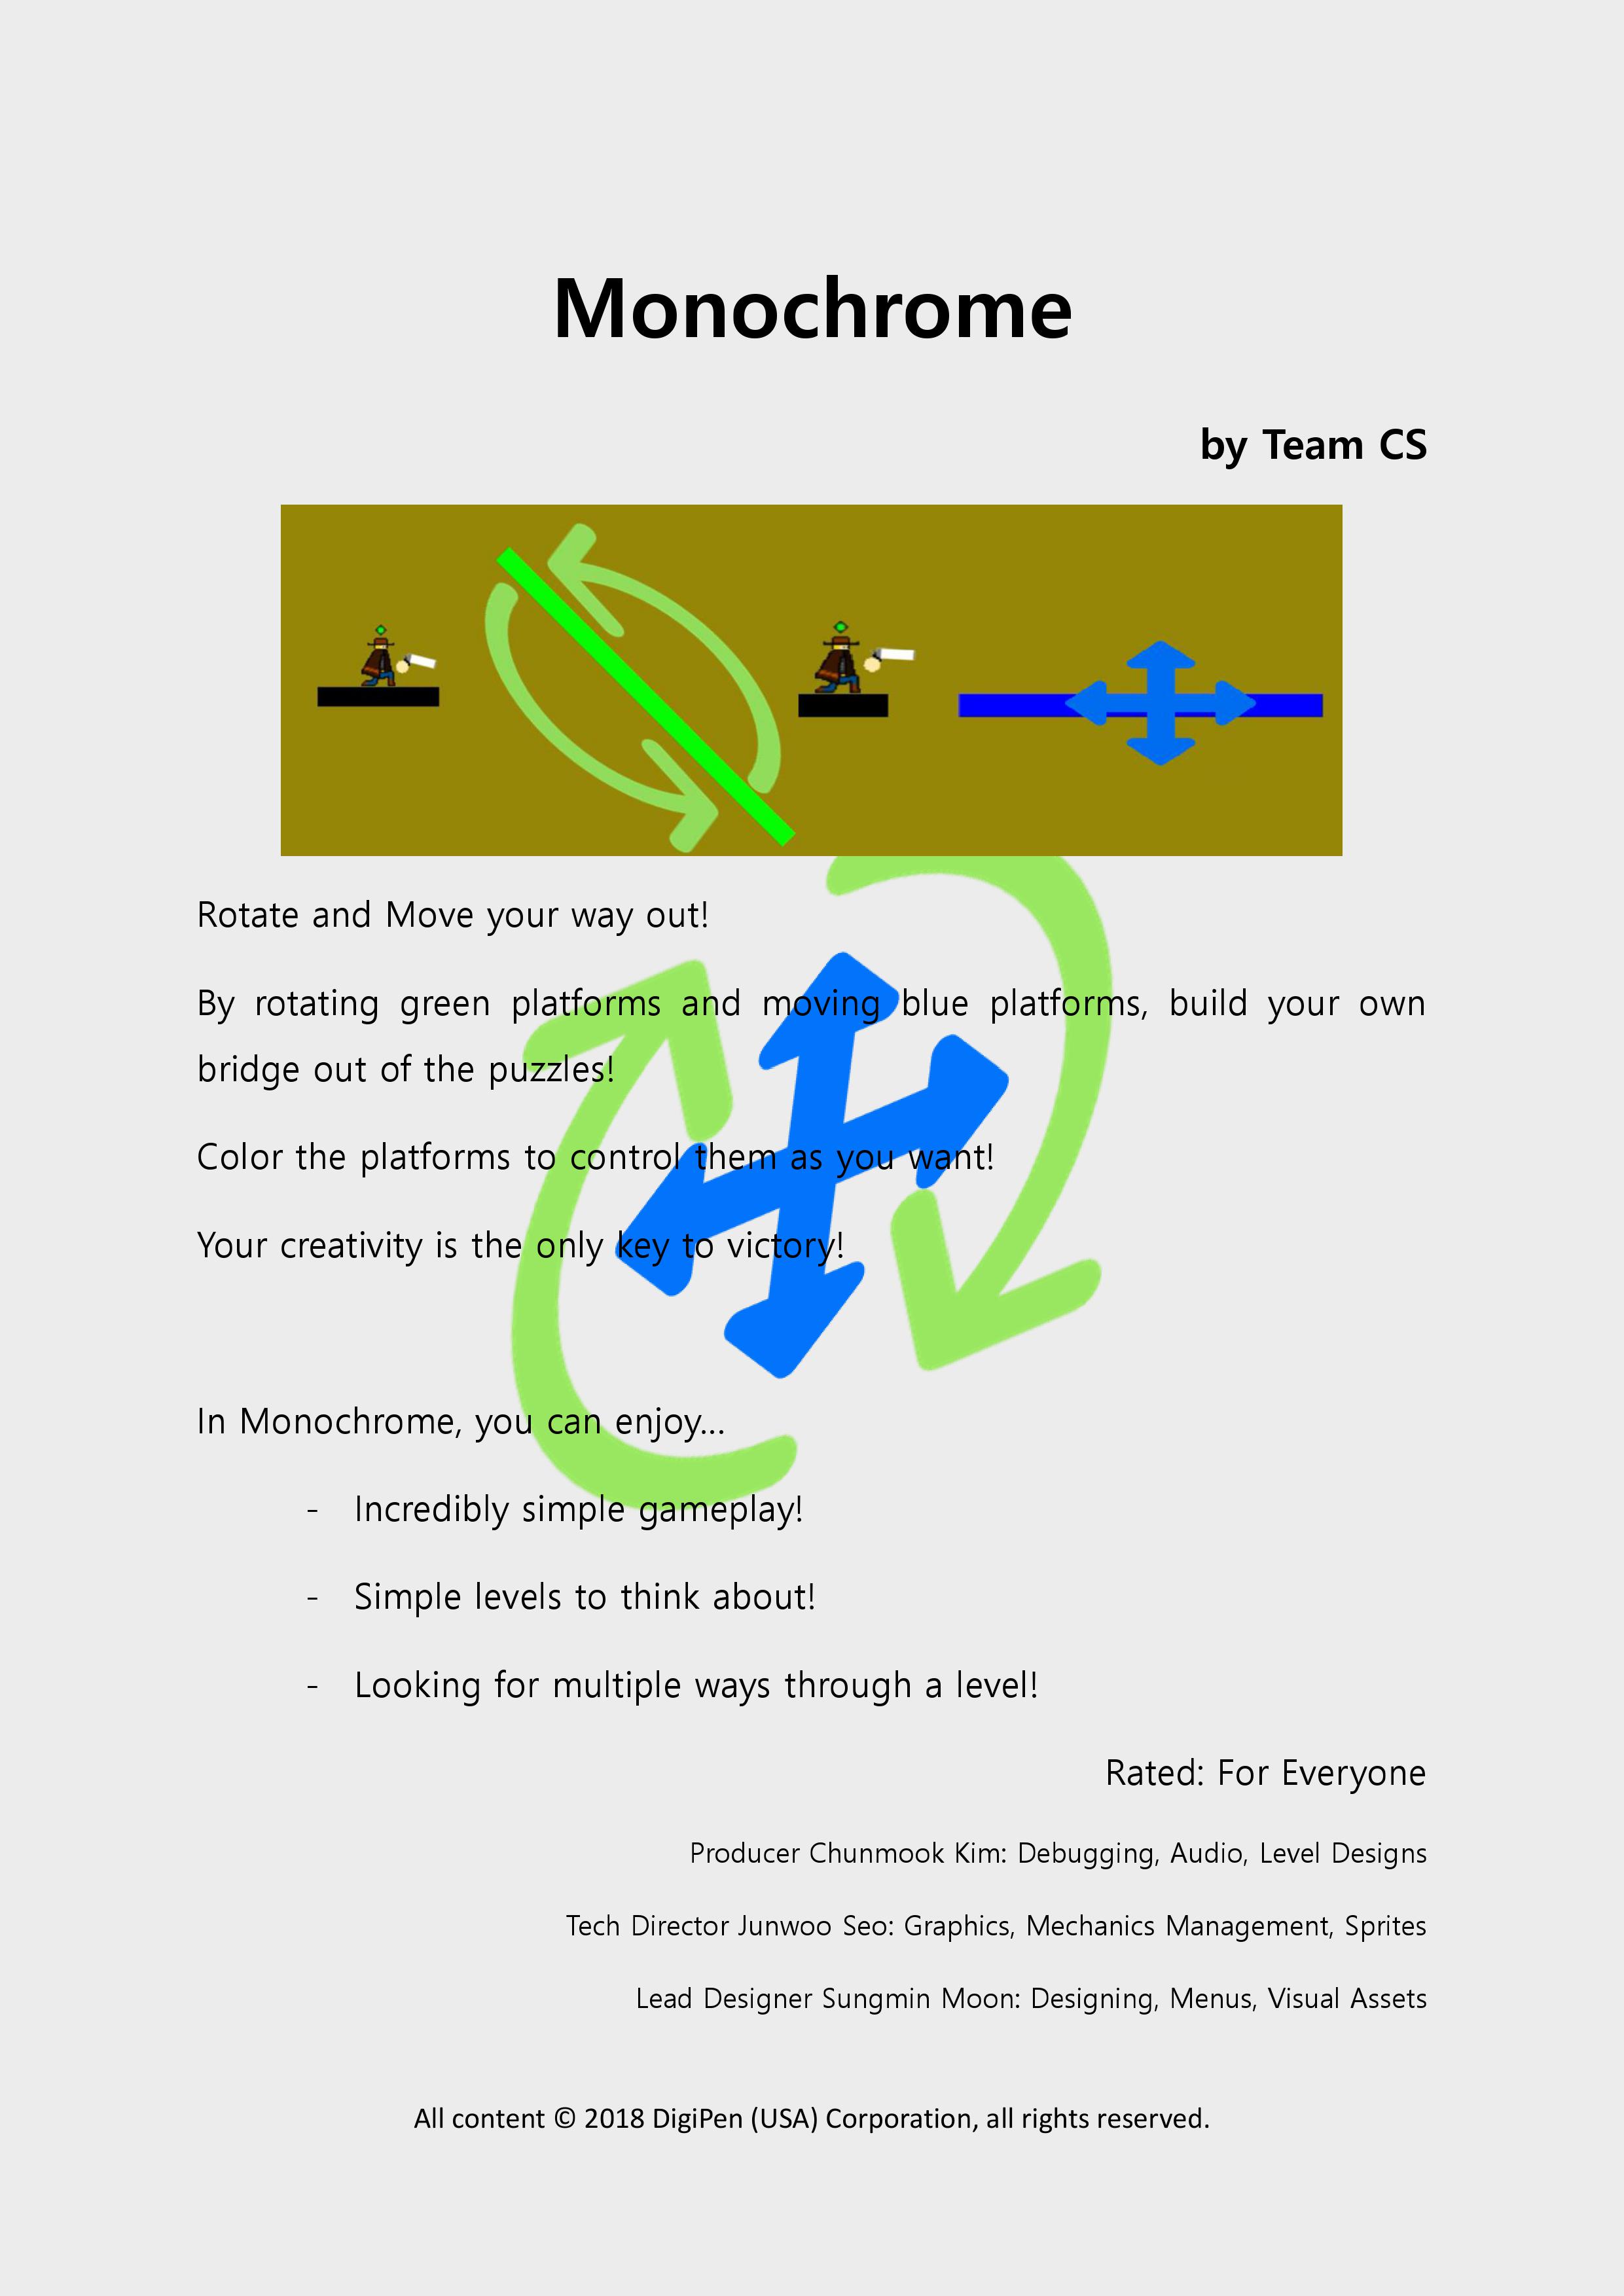 Monochrome
by Team CS
Rotate and Move your way out!
By rotating green platforms and moving blue platforms, build your own
bridge out of the puzzles!
Color the platforms to control them as you want!
Your creativity is the only key to victory!
In Monochrome, you can enjoy...
- Incredibly simple gameplay!
- Simple levels to think about!
- Looking for multiple ways through a level!
Rated: For Everyone
Producer Chunmook Kim: Debugging, Audio, Level Designs
Tech Director Junwoo Seo: Graphics, Mechanics Management, Sprites
Lead Designer Sungmin Moon: Designing, Menus, Visual Assets
All content © 2018 DigiPen (USA) Corporation, all rights reserved.